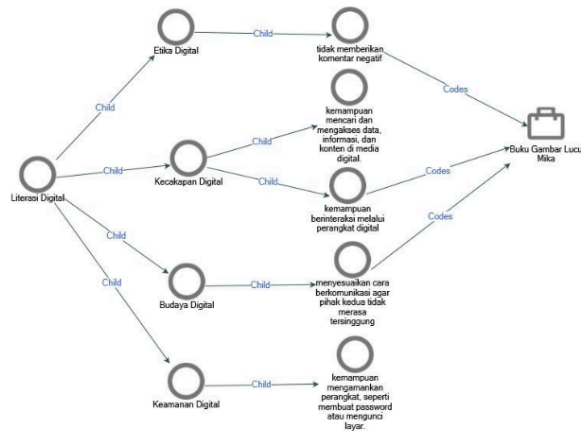 Child
Etika Digital
tidak memberikan
komentar negatif
Codes
Child
kemampuan
mencari dan
mengakses data,
informasi, dan
konten di media
digital.
Child
Buku Gambar Lucu
Mika
Literasi Digital
Child
Kecakapan Digital
Child
kemampuan
berinteraksi melalui
perangkat digital
Codes
Codes
Child
Budaya Digital
Child
menyesuaikan cara
berkomunikasi agar
pihak kedua tidak
merasa
tersinggung
Child
Keamanan Digital
Child
kemampuan
mengamankan
perangkat, seperti
membuat password
atau mengunci
layar.